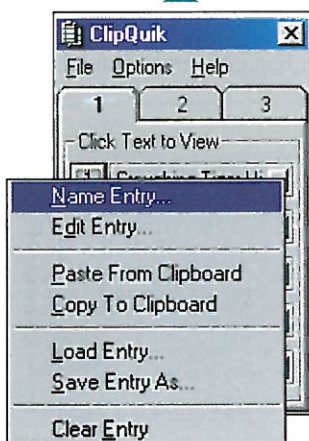 ClipQuik
File Options Help
1 2 3
Click Text to View
Name Entry...
Edit Entry...
Paste From Clipboard
Copy To Clipboard
Load Entry...
Save Entry As...
Clear Entry